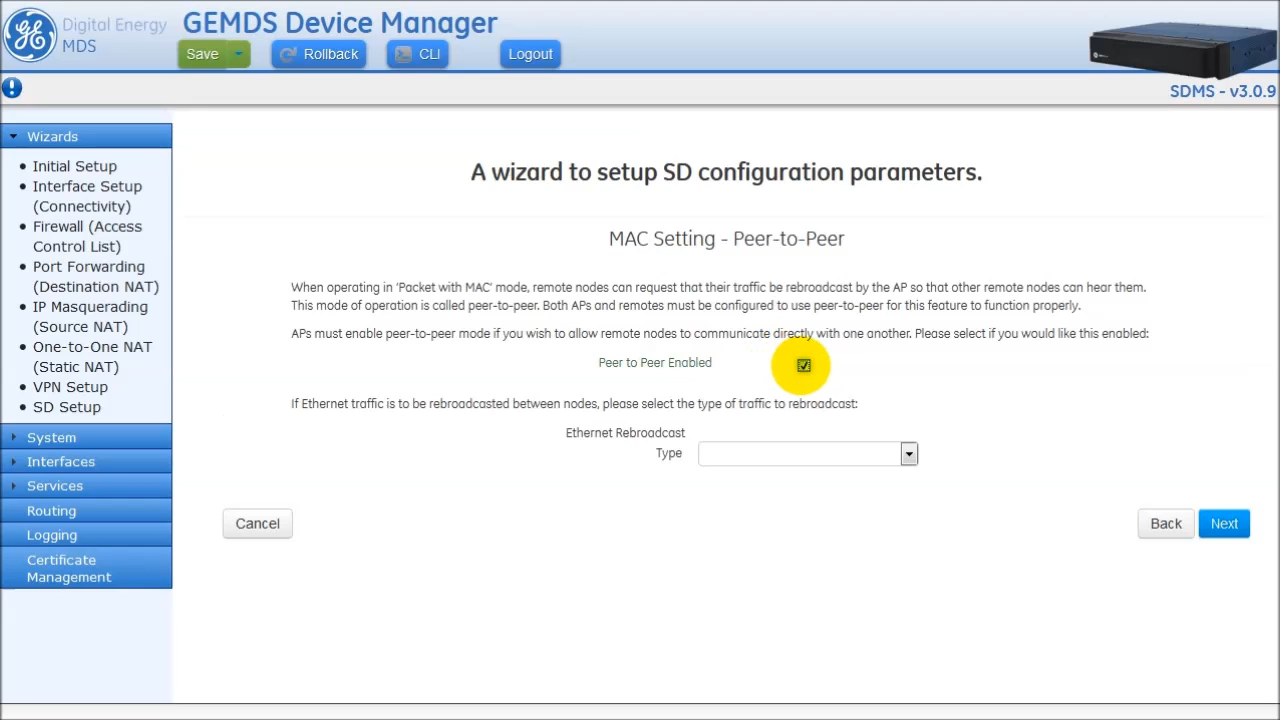 Digital Energy
MDS
GEMDS Device Manager
Save
Rollback
CLI
Logout
SDMS - v3.0.9
Wizards
Initial Setup
Interface Setup
(Connectivity)
Firewall (Access
Control List)
Port Forwarding
(Destination NAT)
IP Masquerading
(Source NAT)
One-to-One NAT
(Static NAT)
VPN Setup
SD Setup
System
Interfaces
Services
Routing
Logging
Certificate
Management
A wizard to setup SD configuration parameters.
MAC Setting - Peer-to-Peer
When operating in 'Packet with MAC' mode, remote nodes can request that their traffic be rebroadcast by the AP so that other remote nodes can hear them.
This mode of operation is called peer-to-peer. Both APs and remotes must be configured to use peer-to-peer for this feature to function properly.
APs must enable peer-to-peer mode if you wish to allow remote nodes to communicate directly with one another. Please select if you would like this enabled:
Peer to Peer Enabled
If Ethernet traffic is to be rebroadcasted between nodes, please select the type of traffic to rebroadcast:
Ethernet Rebroadcast
Type
Cancel
Back
Next